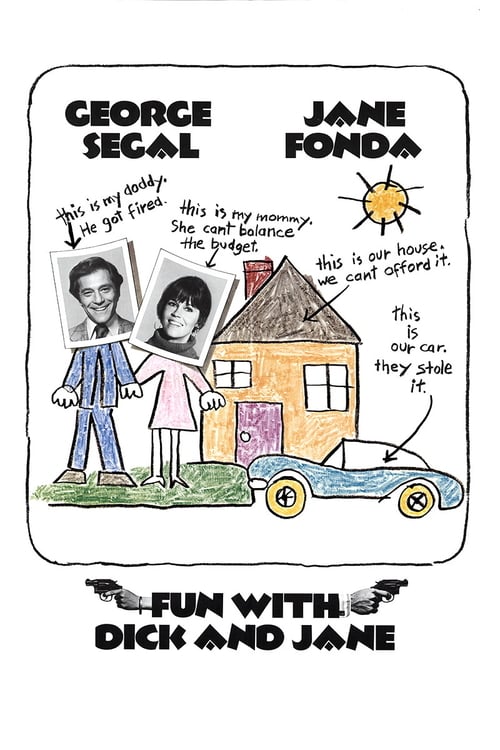 GEORGE
SEGAL
JANE
FONDA
this is my daddy.
He got fired.
this is my mommy.
She cant balance
the budget.
this is our house.
we cant afford it.
this
is
our car.
they stole
it.
FUN WITH
DICK AND JANE